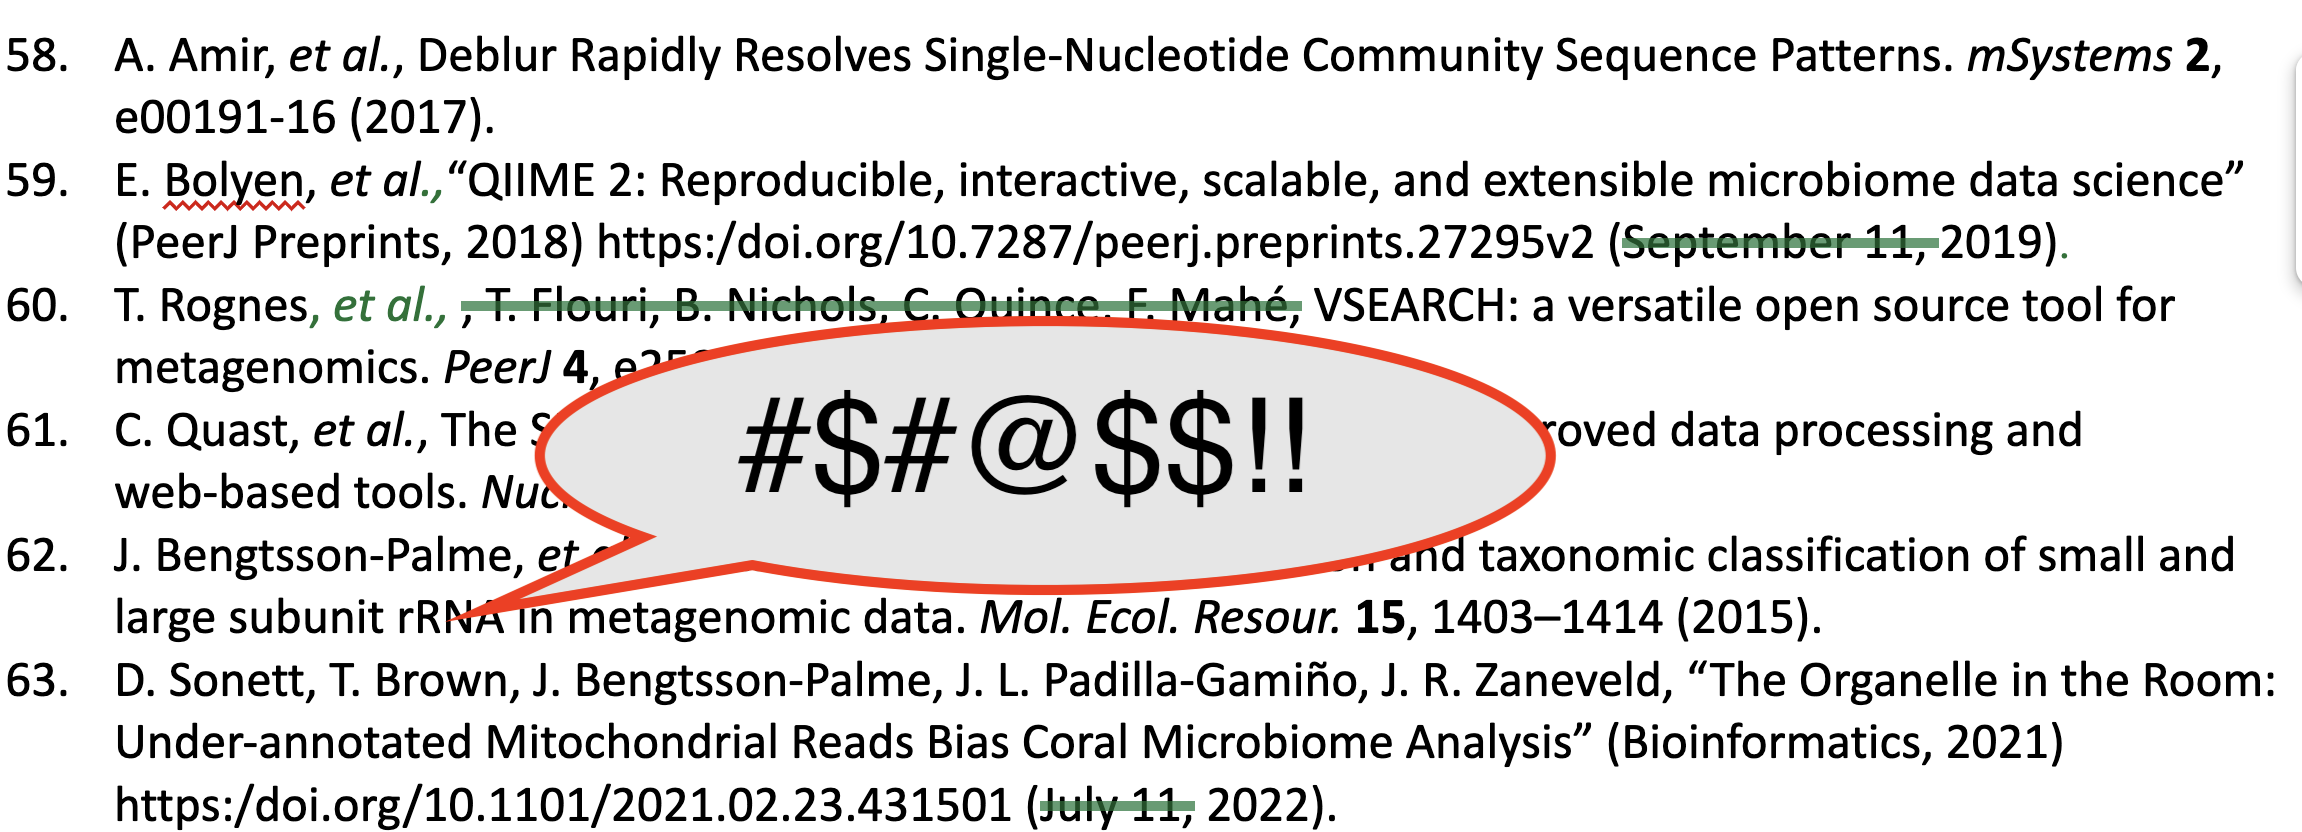 58. A. Amir, et al., Deblur Rapidly Resolves Single-Nucleotide Community Sequence Patterns. mSystems 2,
e00191-16 (2017).
59. E. Bolyen, et al.,“QIIME 2: Reproducible, interactive, scalable, and extensible microbiome data science”
(PeerJ Preprints, 2018) https:/doi.org/10.7287/peerj.preprints.27295v2 (September 11, 2019).
60. T. Rognes, et al., , T. Flouri, B. Nichols, C. Quince, F. Mahé, VSEARCH: a versatile open source tool for
metagenomics. PeerJ 4,
#$#@$$!!
61. C. Quast, et al., The roved data processing and
web-based tools.
62. J. Bengtsson-Palme, et and taxonomic classification of small and
large subunit rRNA in metagenomic data. Mol. Ecol. Resour. 15, 1403–1414 (2015).
63. D. Sonett, T. Brown, J. Bengtsson-Palme, J. L. Padilla-Gamiño, J. R. Zaneveld, “The Organelle in the Room:
Under-annotated Mitochondrial Reads Bias Coral Microbiome Analysis” (Bioinformatics, 2021)
https:/doi.org/10.1101/2021.02.23.431501 (July 11, 2022).